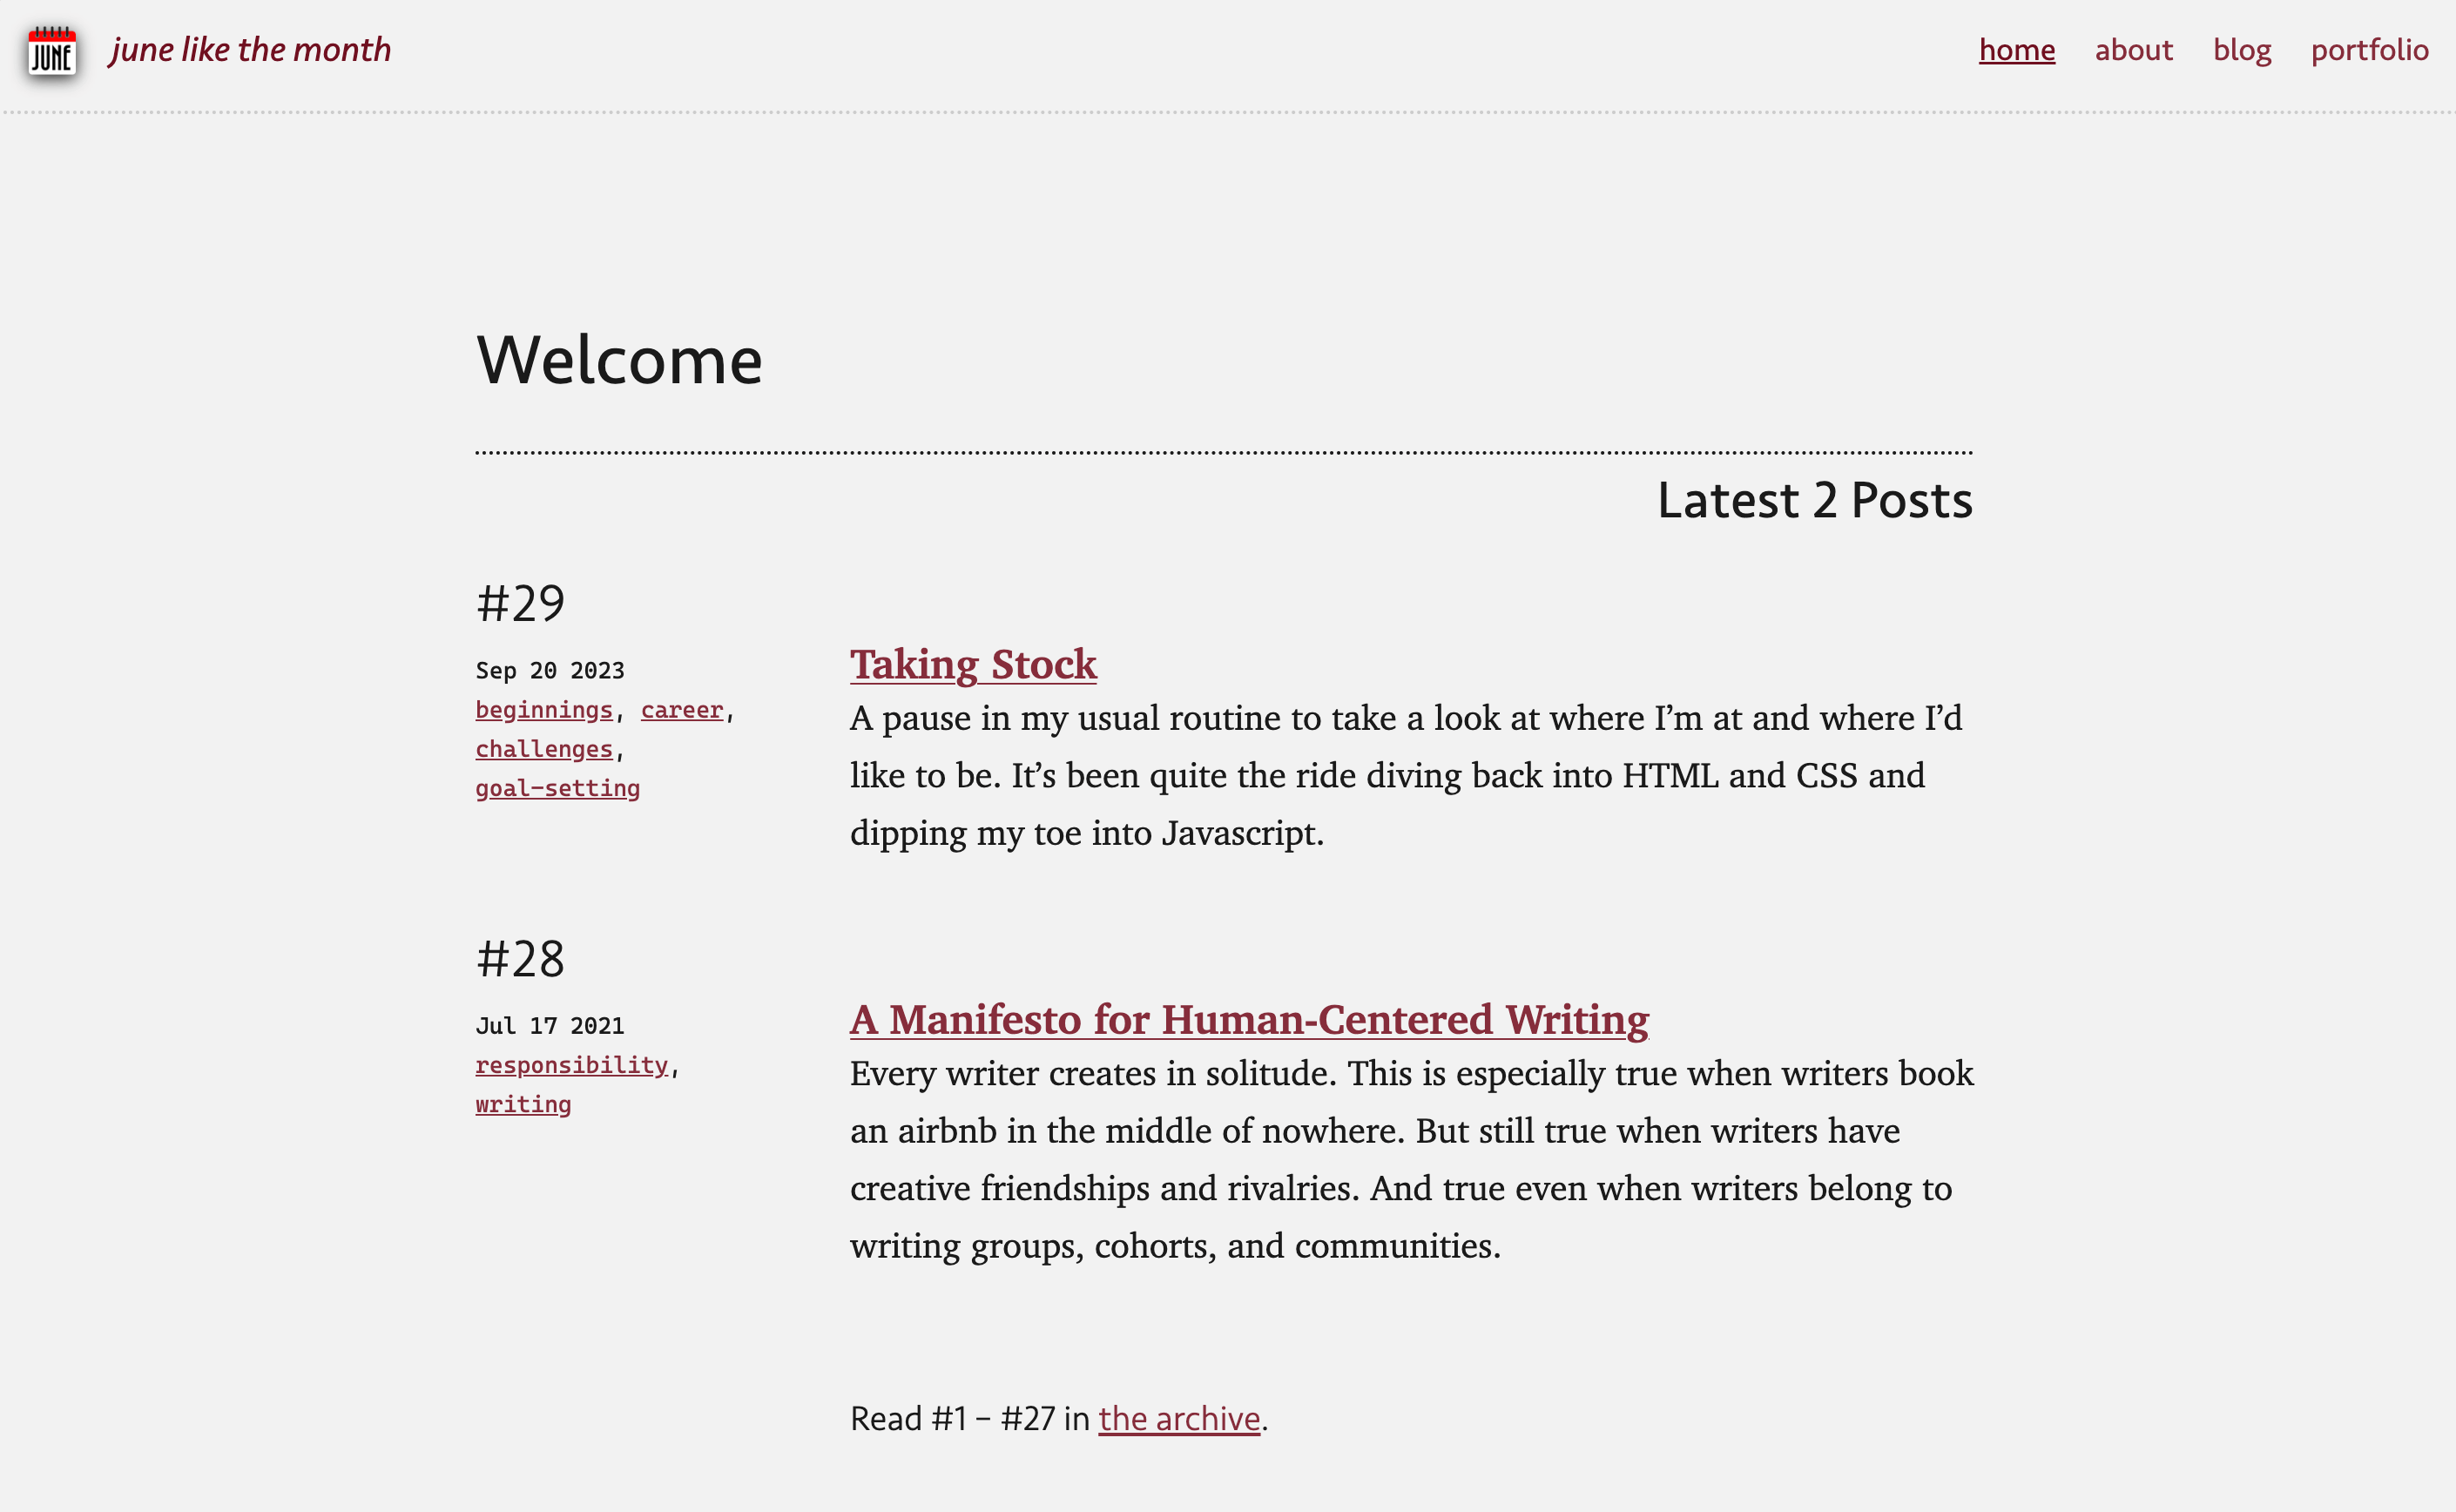 JUNE
june like the month
home about blog portfolio
Welcome
Latest 2 Posts
#29
Sep 20 2023
beginnings, career,
challenges,
goal-setting
Taking Stock
A pause in my usual routine to take a look at where I’m at and where I’d
like to be. It’s been quite the ride diving back into HTML and CSS and
dipping my toe into Javascript.
#28
Jul 17 2021
responsibility,
writing
A Manifesto for Human-Centered Writing
Every writer creates in solitude. This is especially true when writers book
an airbnb in the middle of nowhere. But still true when writers have
creative friendships and rivalries. And true even when writers belong to
writing groups, cohorts, and communities.
Read #1 – #27 in the archive.